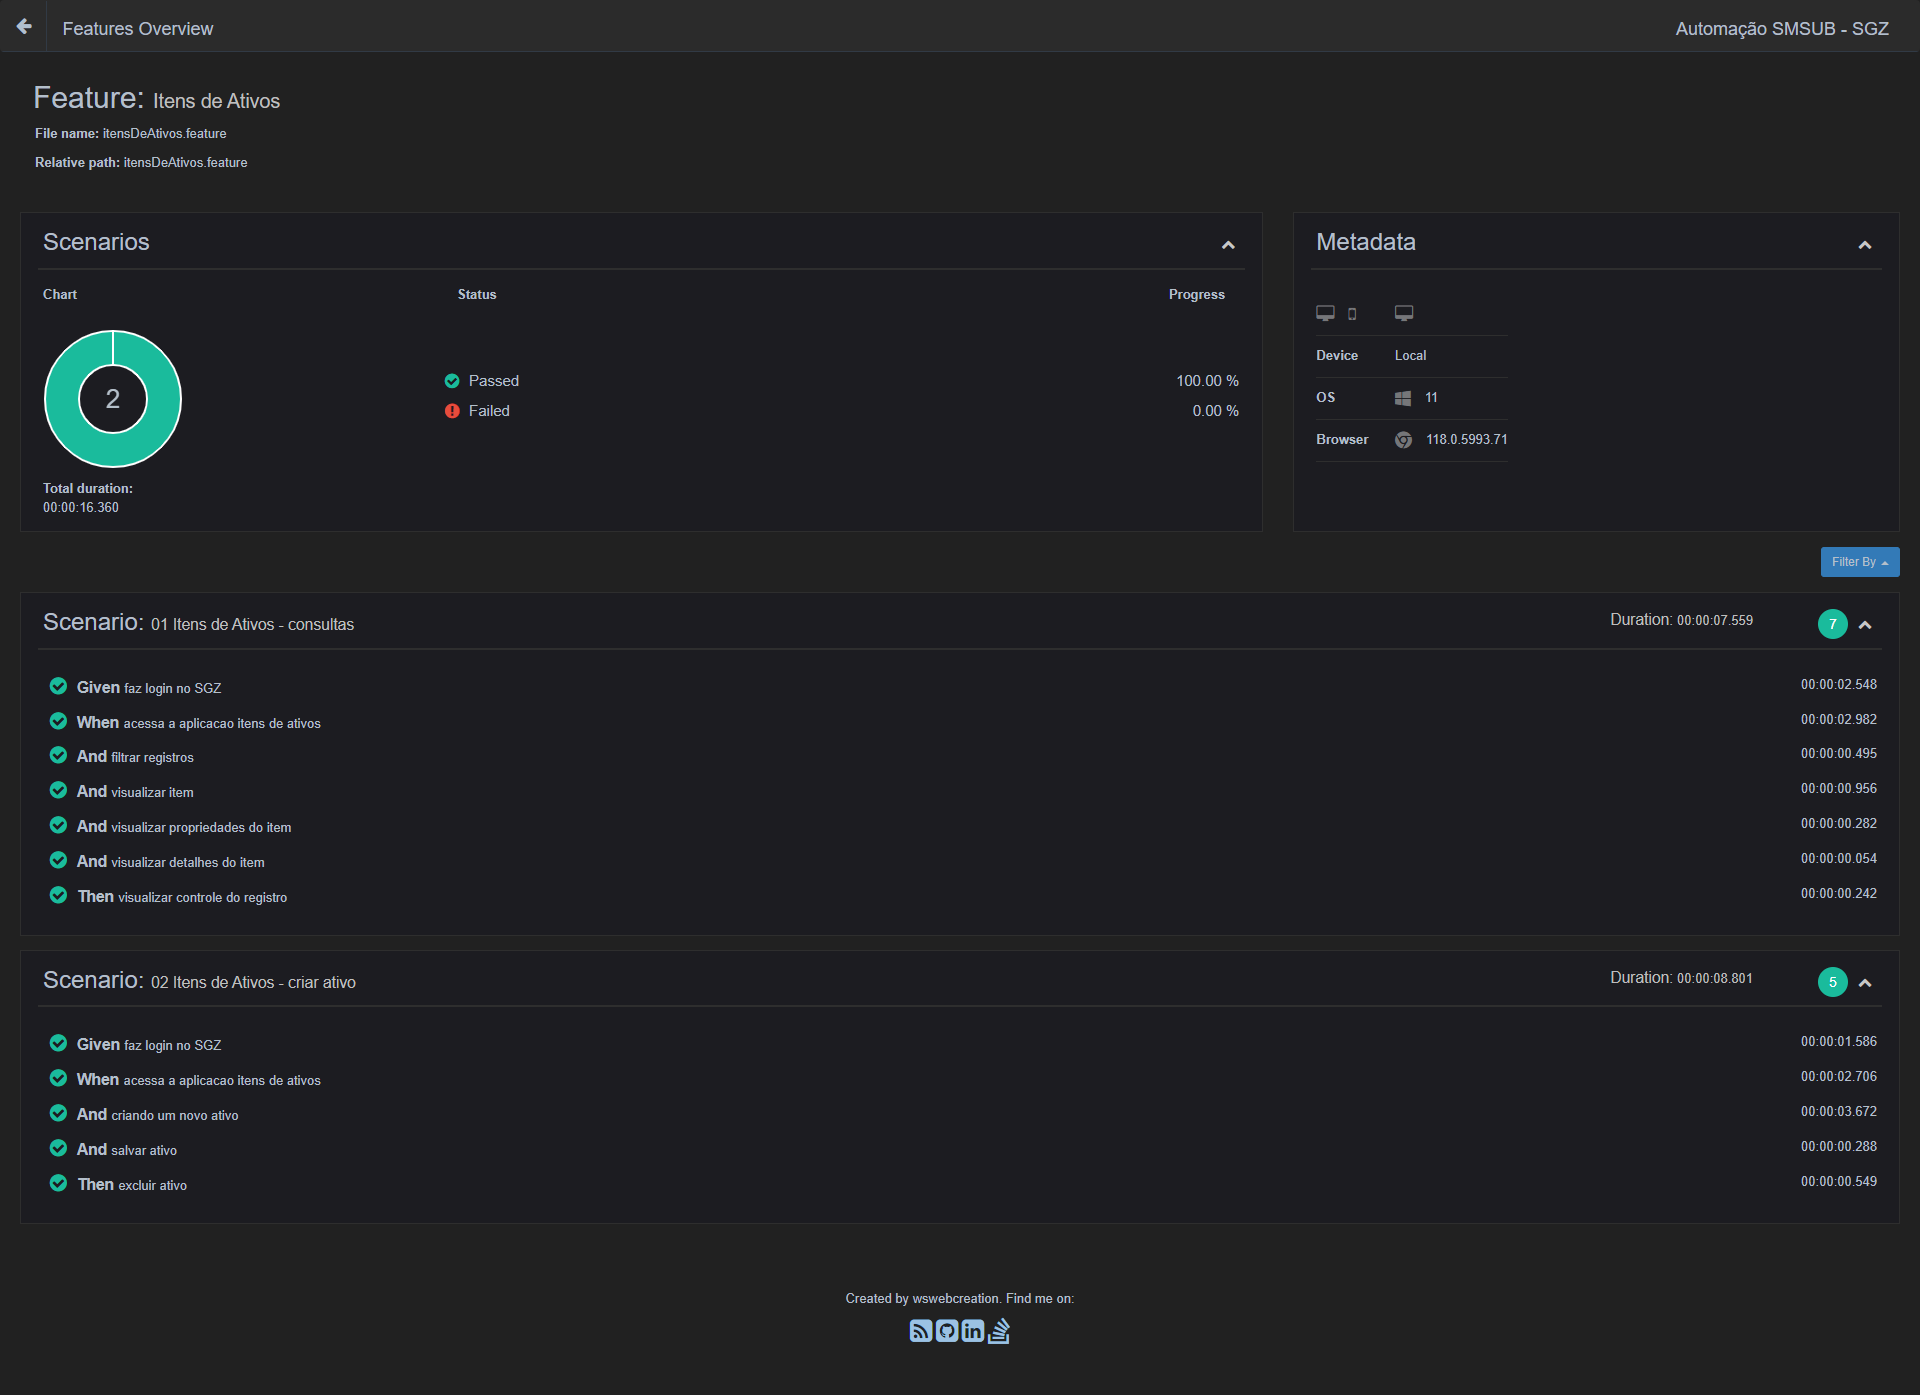 Features Overview
Automação SMSUB - SGZ
Feature: Itens de Ativos
File name: itensDeAtivos.feature
Relative path: itensDeAtivos.feature
Scenarios
Chart Status Progress
2
Passed 100.00 %
Failed 0.00 %
Total duration:
00:00:16.360
Metadata
Device Local
OS 11
Browser 118.0.5993.71
Filter By
Scenario: 01 Itens de Ativos - consultas Duration: 00:00:07.559 7
Given faz login no SGZ 00:00:02.548
When acessa a aplicacao itens de ativos 00:00:02.982
And filtrar registros 00:00:00.495
And visualizar item 00:00:00.956
And visualizar propriedades do item 00:00:00.282
And visualizar detalhes do item 00:00:00.054
Then visualizar controle do registro 00:00:00.242
Scenario: 02 Itens de Ativos - criar ativo Duration: 00:00:08.801 5
Given faz login no SGZ 00:00:01.586
When acessa a aplicacao itens de ativos 00:00:02.706
And criando um novo ativo 00:00:03.672
And salvar ativo 00:00:00.288
Then excluir ativo 00:00:00.549
Created by wswebcreation. Find me on: